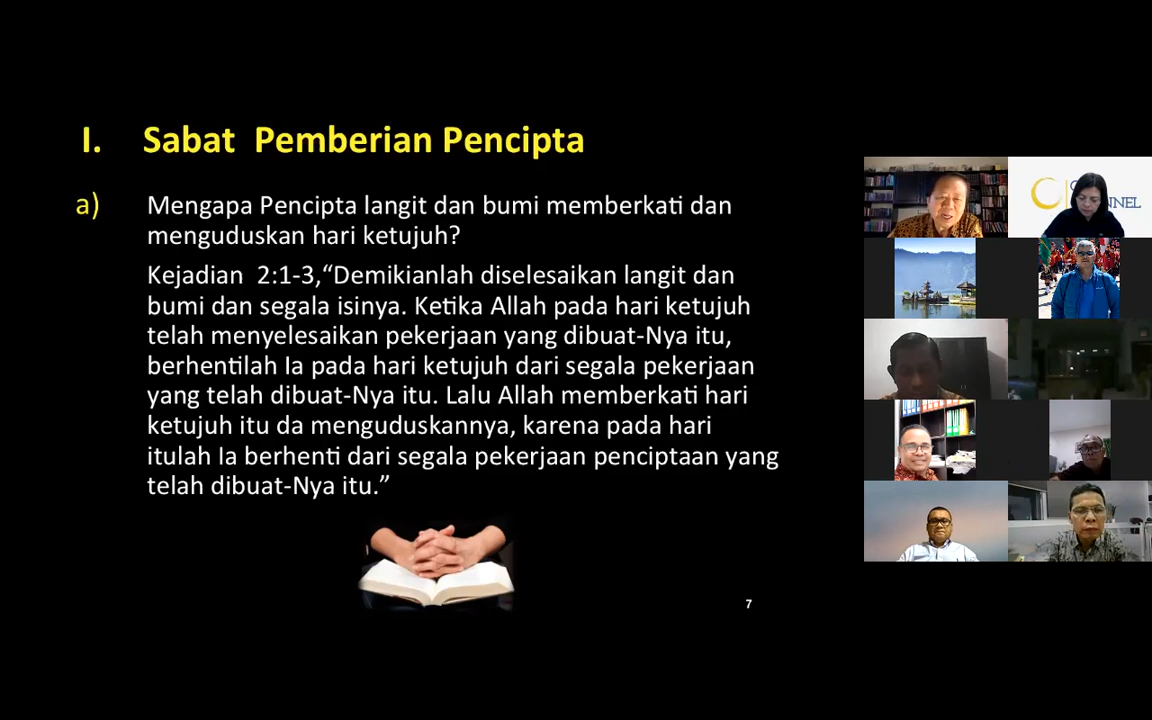 I. Sabat Pemberian Pencipta
a) Mengapa Pencipta langit dan bumi memberkati dan
menguduskan hari ketujuh?
Kejadian 2:1-3,“Demikianlah diselesaikan langit dan
bumi dan segala isinya. Ketika Allah pada hari ketujuh
telah menyelesaikan pekerjaan yang dibuat-Nya itu,
berhentilah Ia pada hari ketujuh dari segala pekerjaan
yang telah dibuat-Nya itu. Lalu Allah memberkati hari
ketujuh itu da menguduskannya, karena pada hari
itulah Ia berhenti dari segala pekerjaan penciptaan yang
telah dibuat-Nya itu.”
7